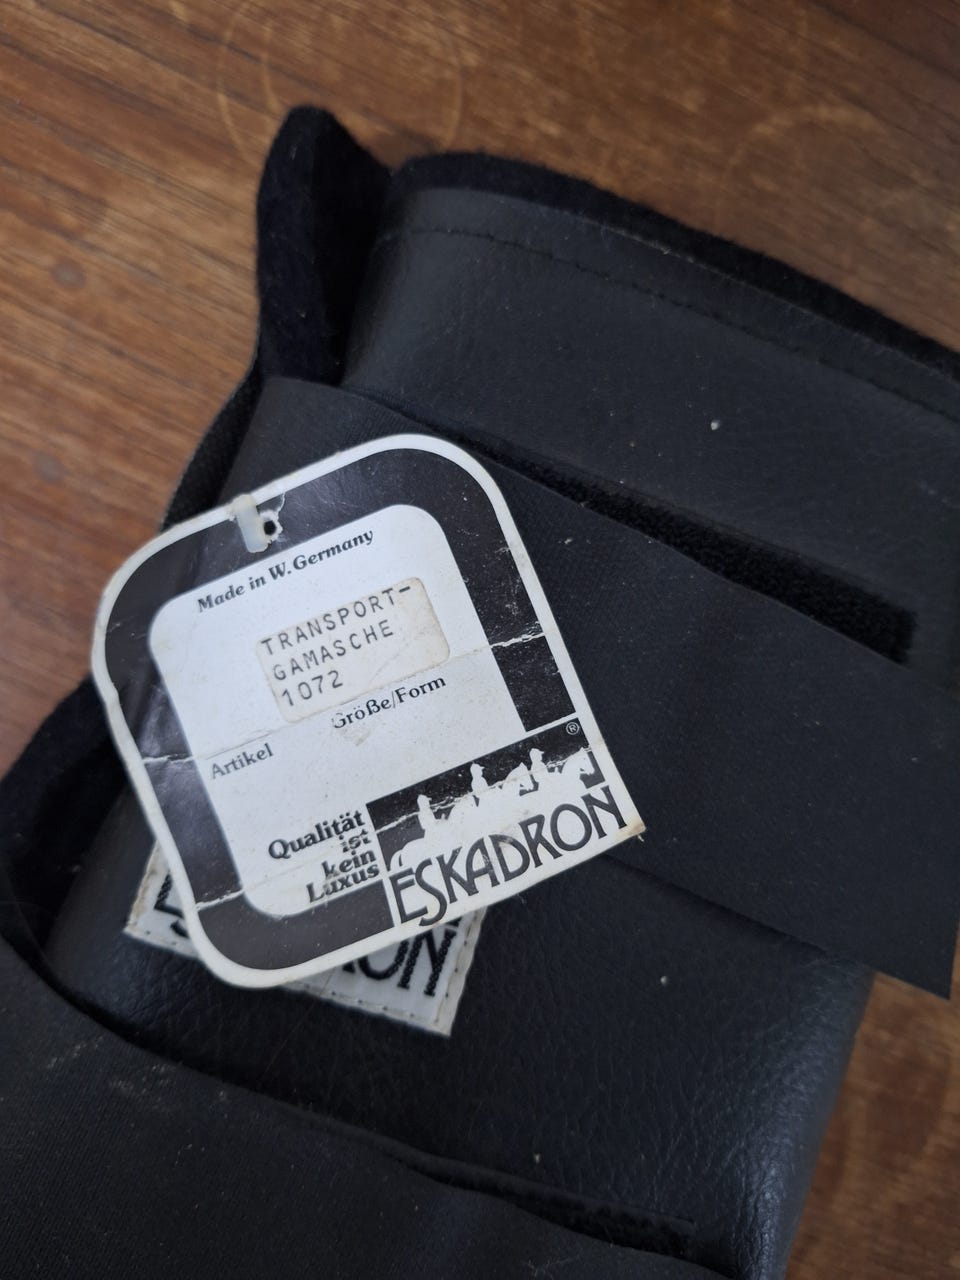 Made in W. Germany
TRANSPORT-
GAMASCHE
1072
Größe/Form
Artikel
Qualität
ist
kein
Luxus
®
ESKADRON